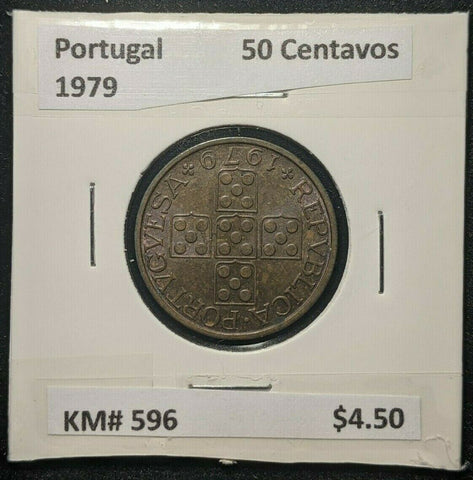 Portugal 50 Centavos
1979
REPVBLICA · PORTVGVESA
1979
KM# 596 $4.50